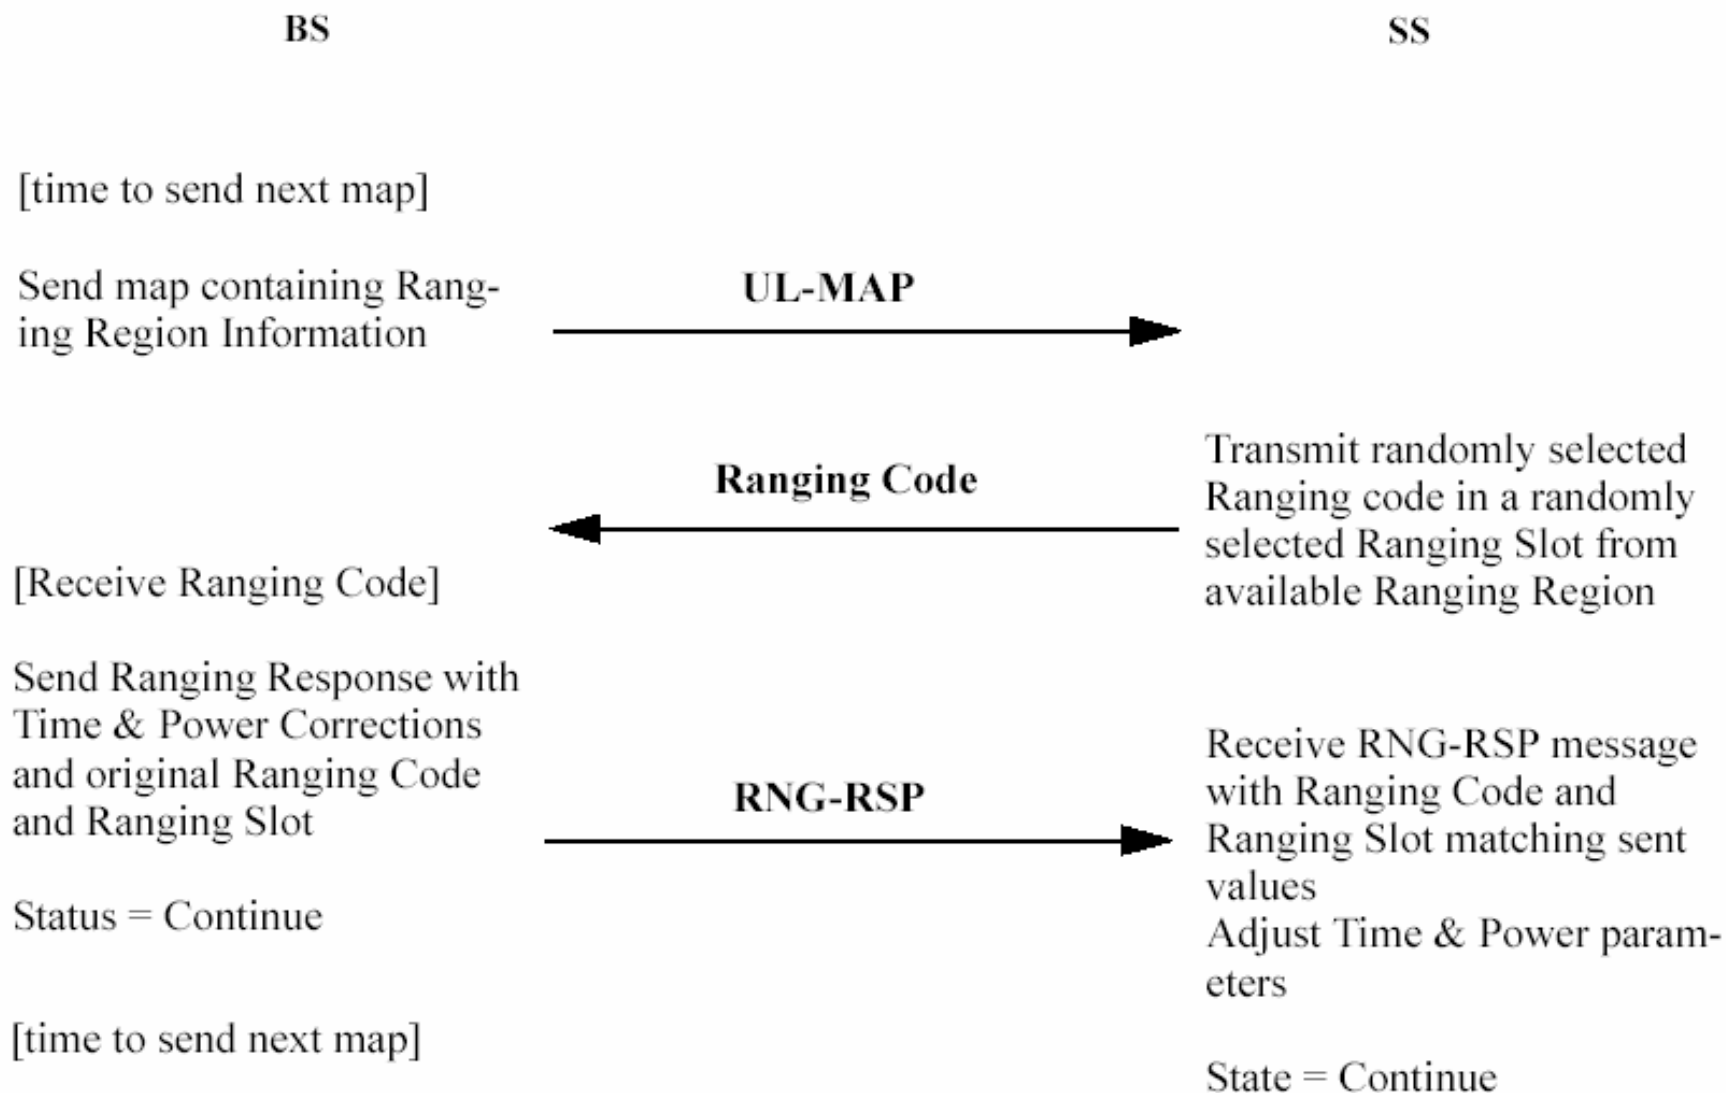 BS
SS
[time to send next map]
Send map containing Rang-
ing Region Information
UL-MAP
Ranging Code
Transmit randomly selected
Ranging code in a randomly
selected Ranging Slot from
available Ranging Region
[Receive Ranging Code]
Send Ranging Response with
Time & Power Corrections
and original Ranging Code
and Ranging Slot
Status = Continue
RNG-RSP
Receive RNG-RSP message
with Ranging Code and
Ranging Slot matching sent
values
Adjust Time & Power param-
eters
State = Continue
[time to send next map]